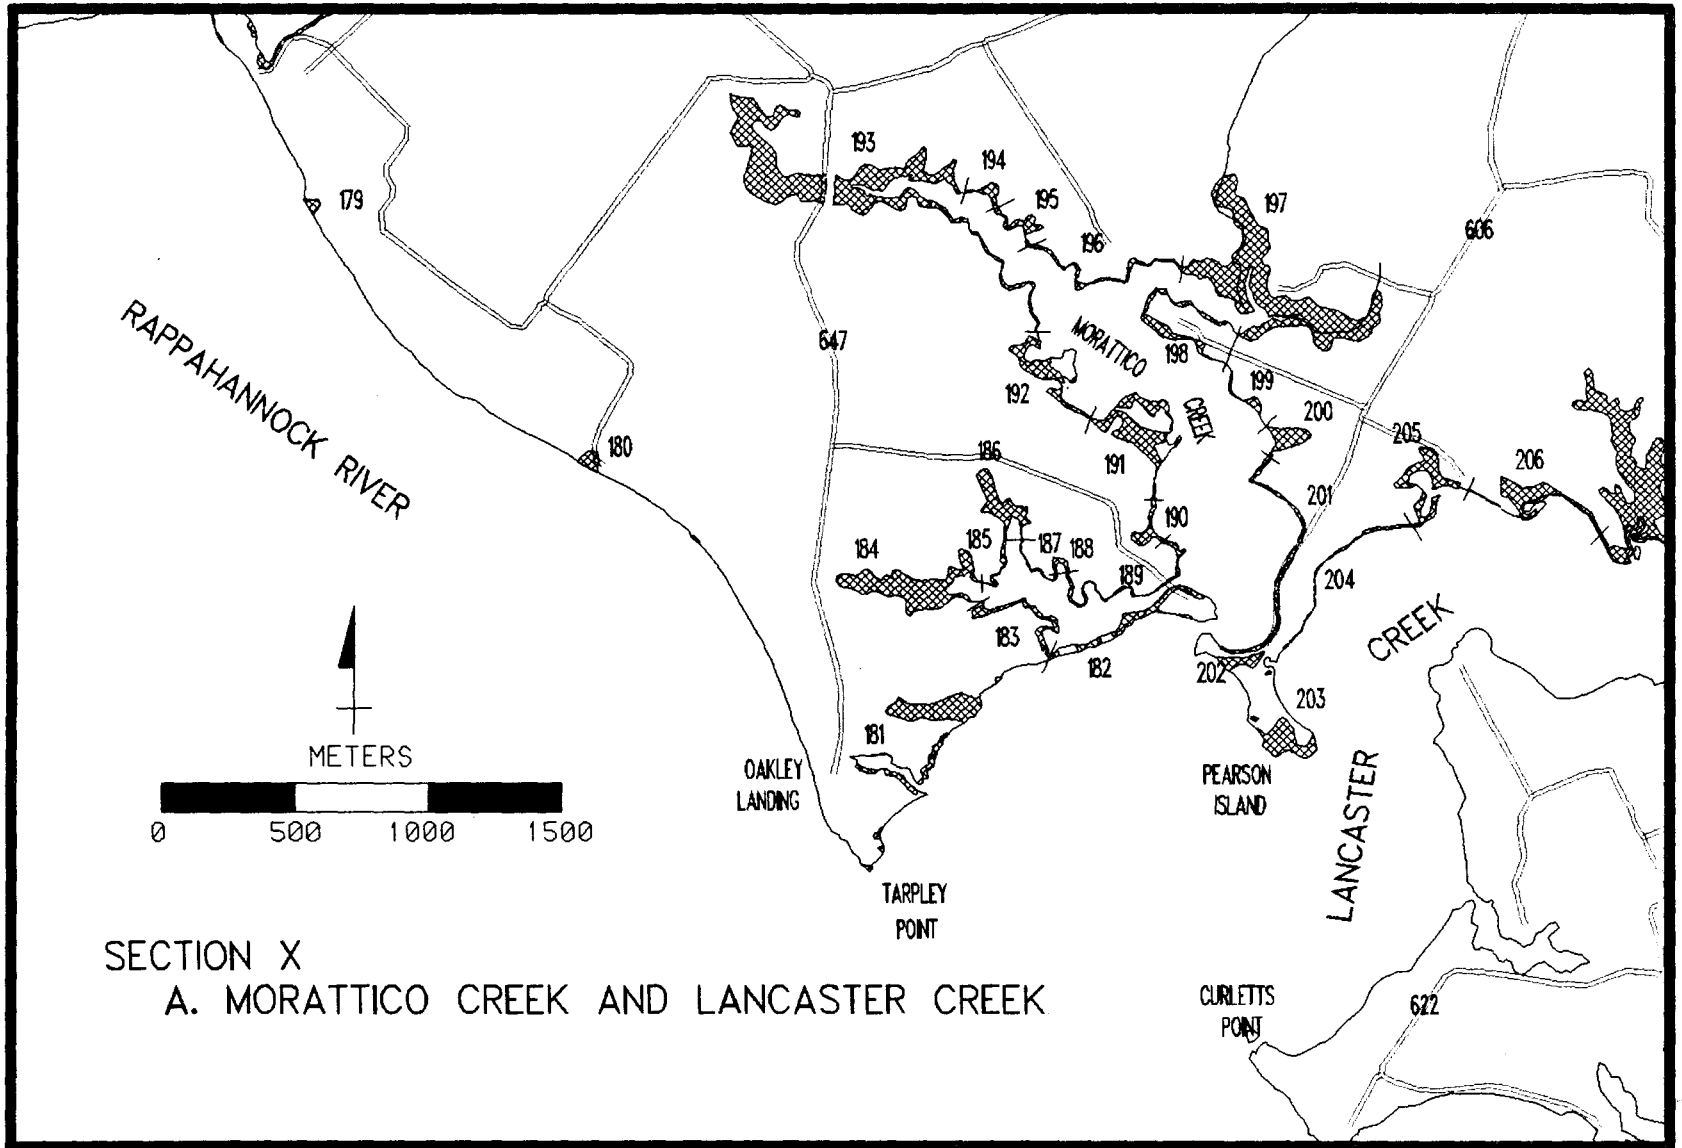 193
194
179
195
197
196
606
RAPPAHANNOCK RIVER
647
MORATTICO
198
192
199
CREEK
200
205
180
186
191
206
201
190
184
185
187
188
189
204
183
CREEK
182
202
203
181
METERS
OAKLEY
LANDING
PEARSON
ISLAND
LANCASTER
0 500 1000 1500
TARPLEY
POINT
SECTION X
A. MORATTICO CREEK AND LANCASTER CREEK
CURLETTS
POINT
622